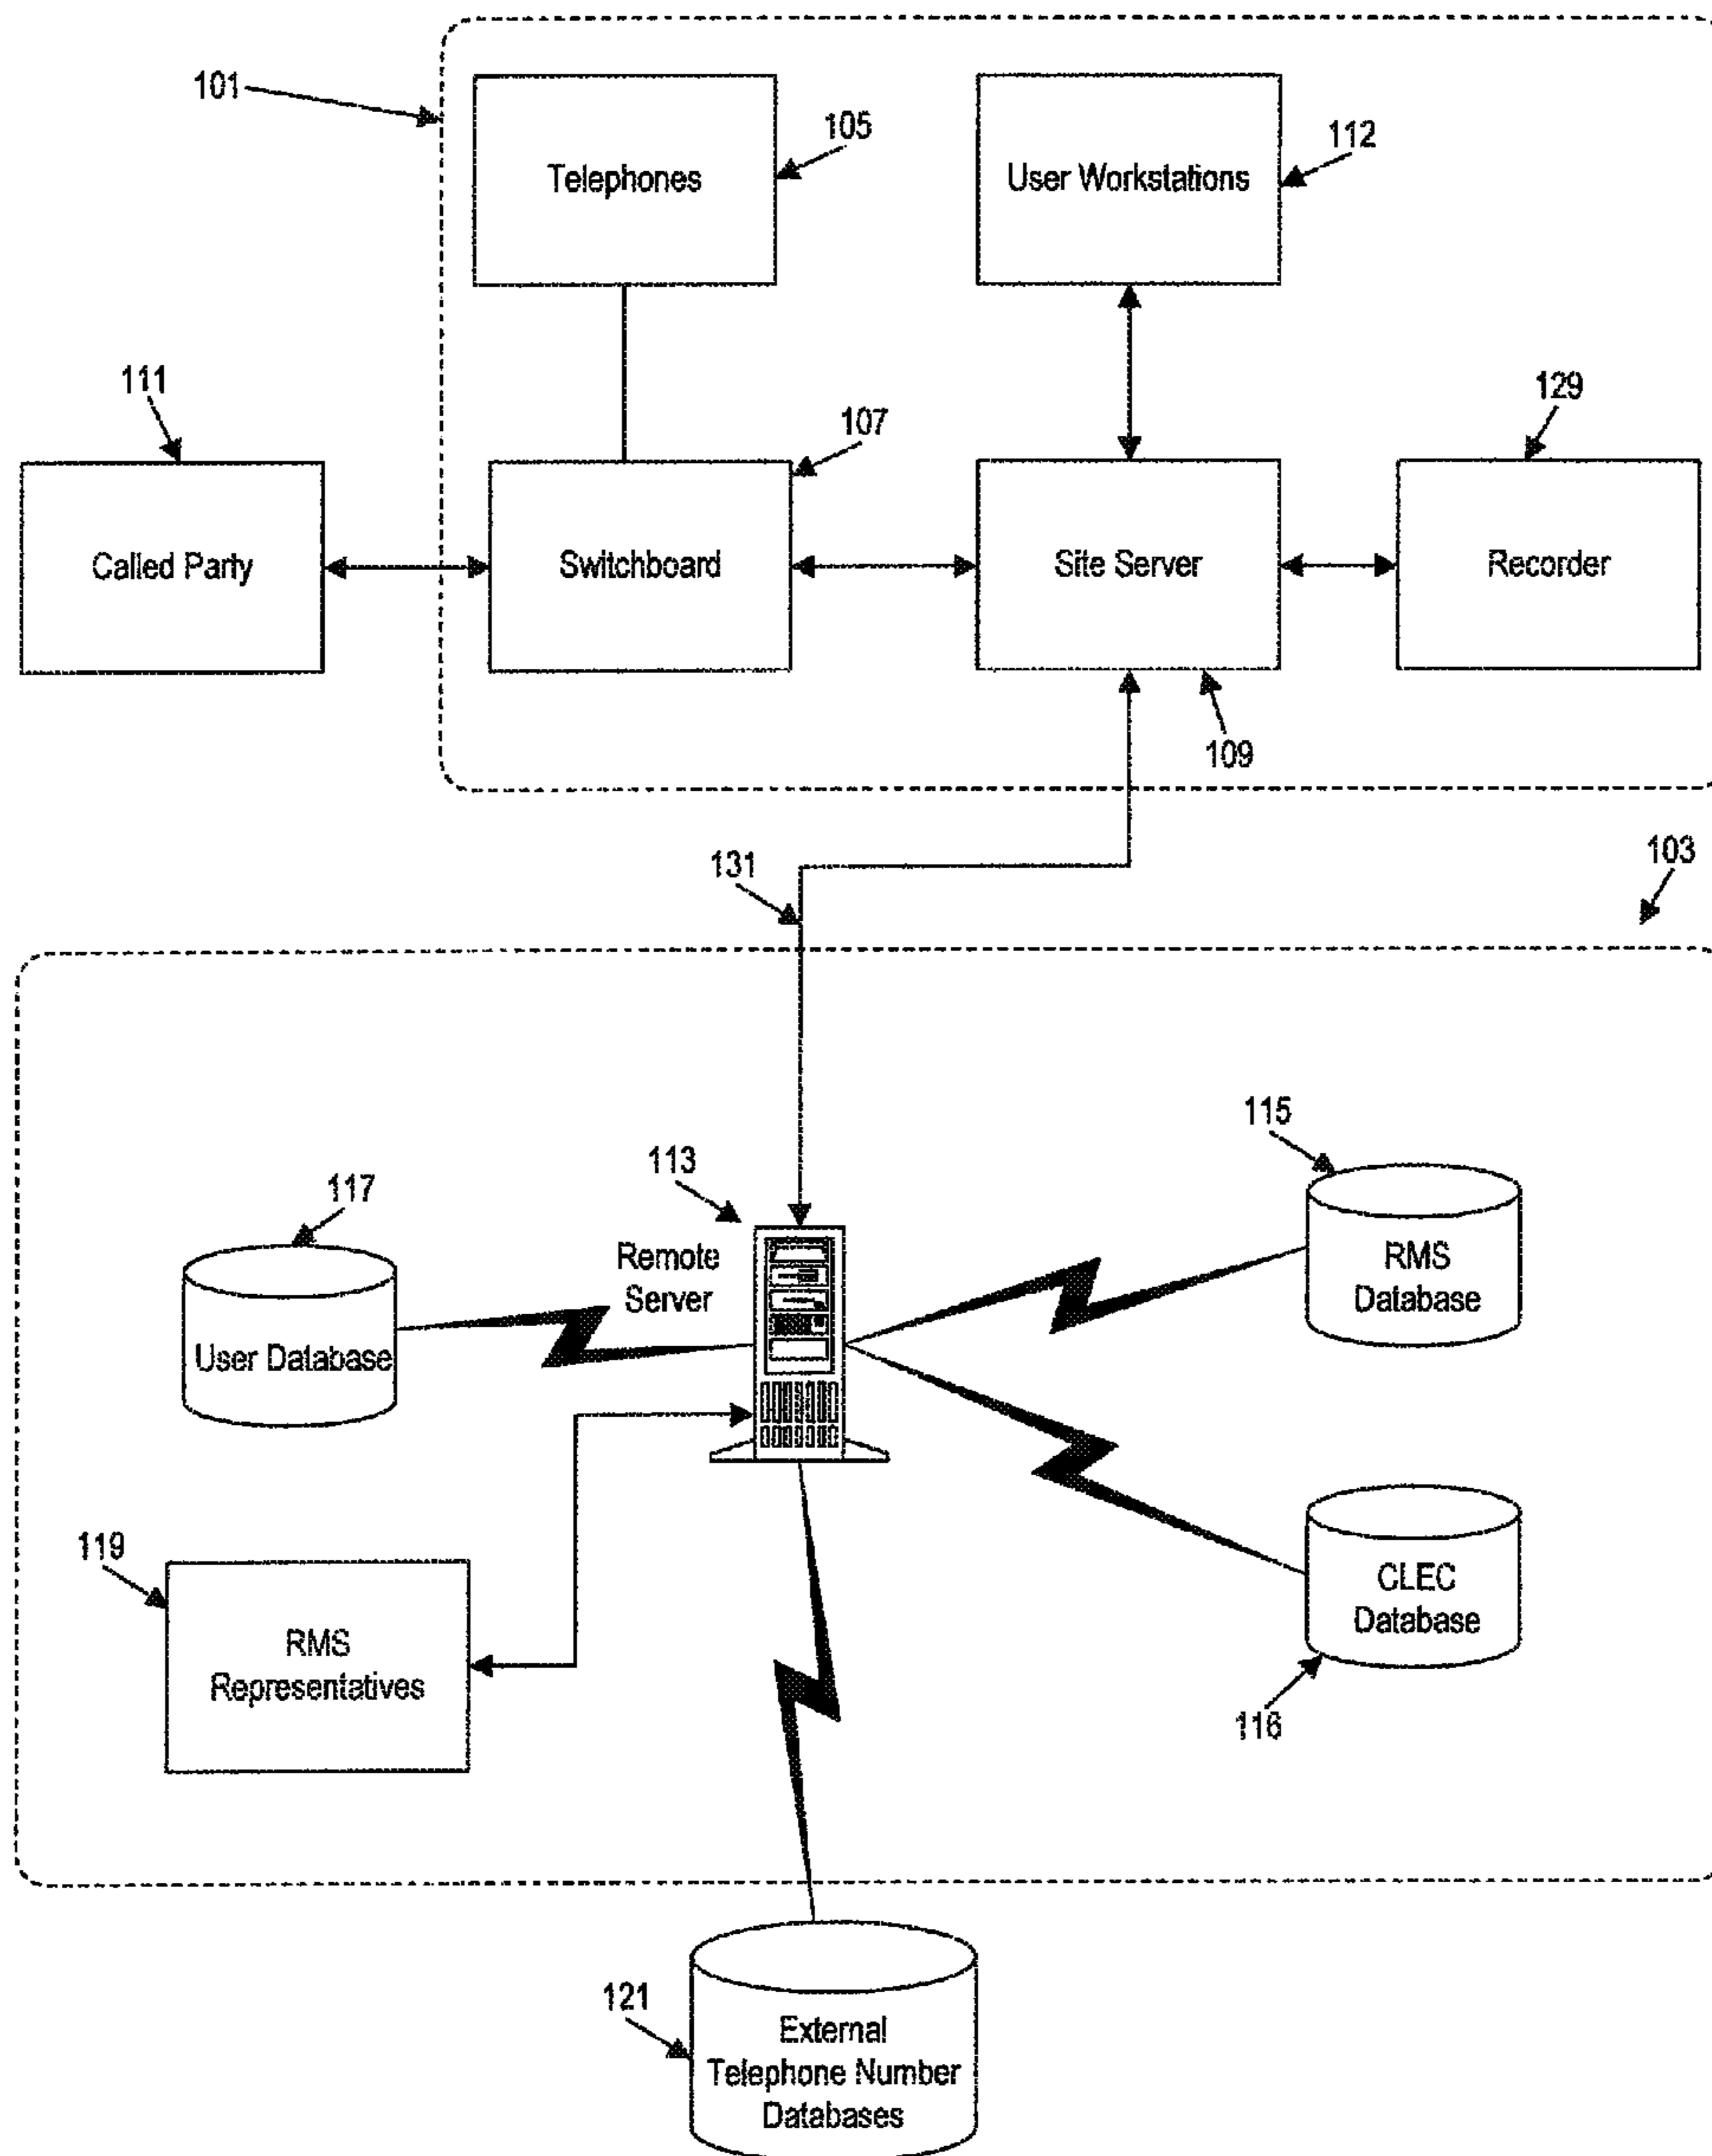 101
Telephones
105
User Workstations
112
111
Called Party
107
Switchboard
Site Server
109
129
Recorder
131
103
113
Remote
Server
117
User Database
115
RMS
Database
119
RMS
Representatives
CLEC
Database
116
121
External
Telephone Number
Databases